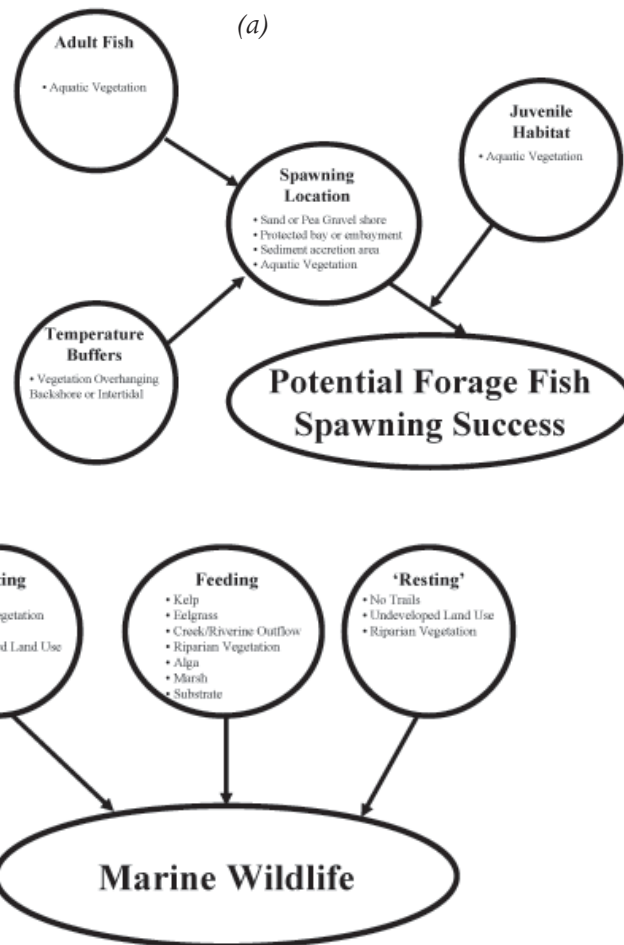 (a)
Adult Fish
• Aquatic Vegetation
Juvenile
Habitat
• Aquatic Vegetation
Spawning
Location
• Sand or Pea Gravel shore
• Protected bay or embayment
• Sediment accretion area
• Aquatic Vegetation
Temperature
Buffers
• Vegetation Overhanging
Backshore or Intertidal
Potential Forage Fish
Spawning Success
Feeding
• Kelp
• Eelgrass
• Creek/Riverine Outflow
• Riparian Vegetation
• Alga
• Marsh
• Substrate
‘Resting’
• No Trails
• Undeveloped Land Use
• Riparian Vegetation
Land Use
Marine Wildlife